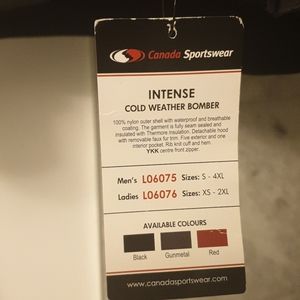 Canada Sportswear
INTENSE
COLD WEATHER BOMBER
100% nylon outer shell with waterproof and breathable
coating. The garment is fully seam sealed and
insulated with Thermore Insulation. Detachable hood
with removable faux fur trim. Five exterior and one
interior pocket. Rib knit cuff and hem.
YKK centre front zipper.
Men's L06075 Sizes: S - 4XL
Ladies L06076 Sizes: XS - 2XL
AVAILABLE COLOURS
Black Gunmetal Red
www.canadasportswear.com